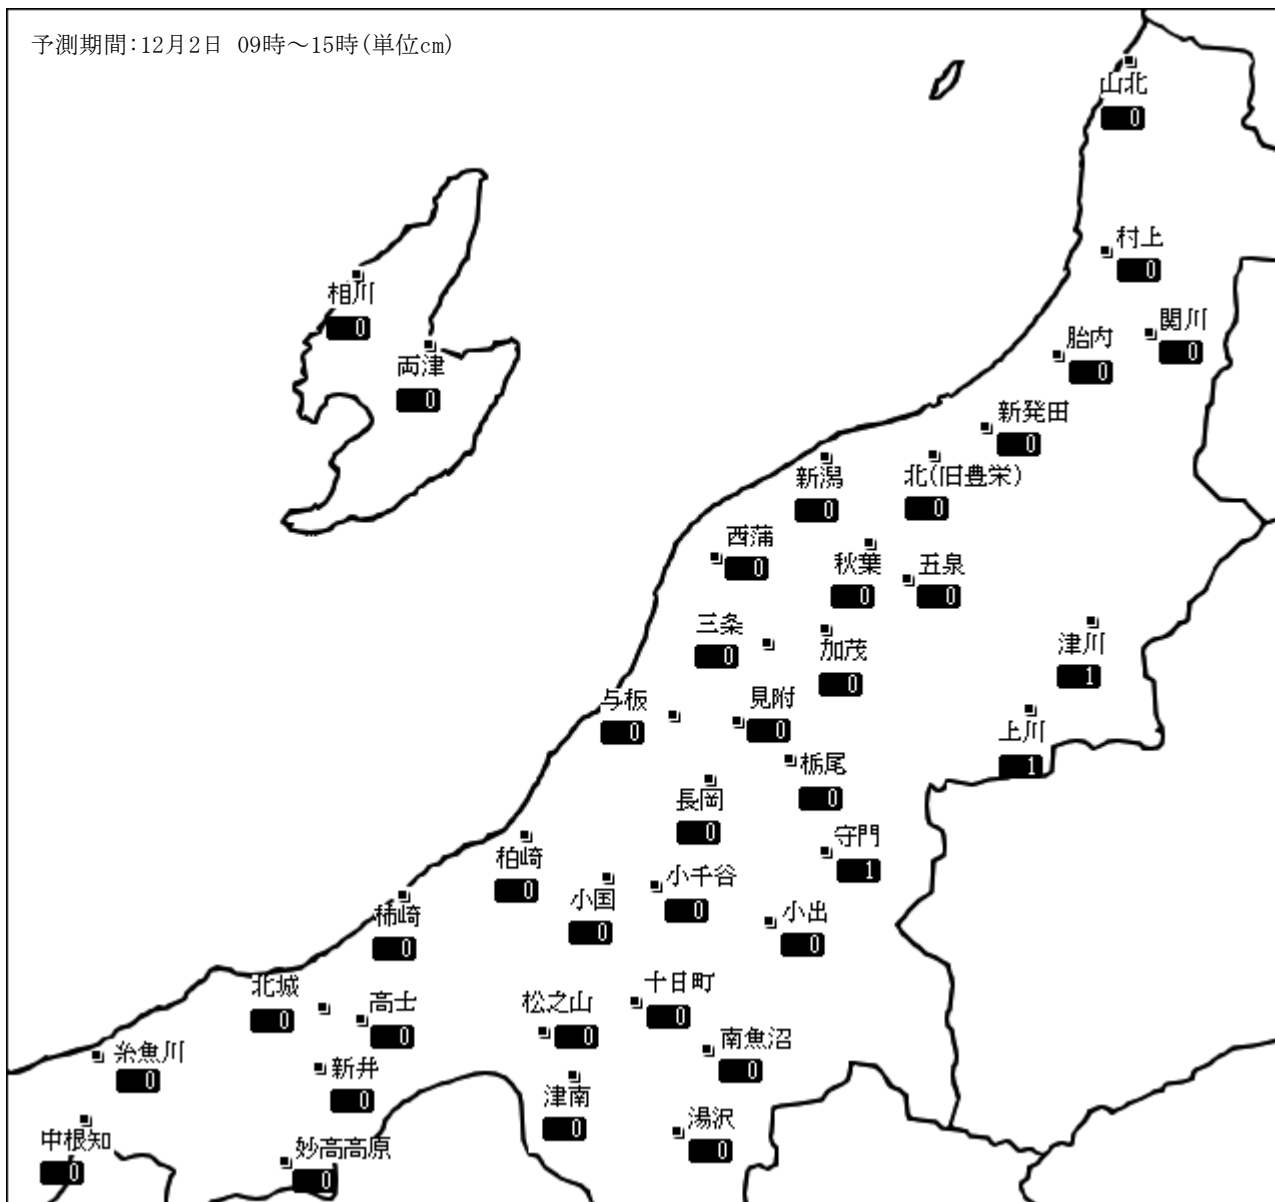 予測期間:12月2日 09時～15時(単位cm)
山北
0
村上
0
相川
0
関川
0
胎内
0
両津
0
新発田
0
新潟
0
北(旧豊栄)
0
西蒲
0
秋葉
0
五泉
0
三条
0
加茂
0
津川
1
与板
0
見附
0
上川
1
栃尾
0
長岡
0
守門
1
柏崎
0
小国
0
小千谷
0
小出
0
柿崎
0
北城
0
高士
0
松之山
0
十日町
0
南魚沼
0
糸魚川
0
新井
0
津南
0
湯沢
0
中根知
0
妙高高原
0